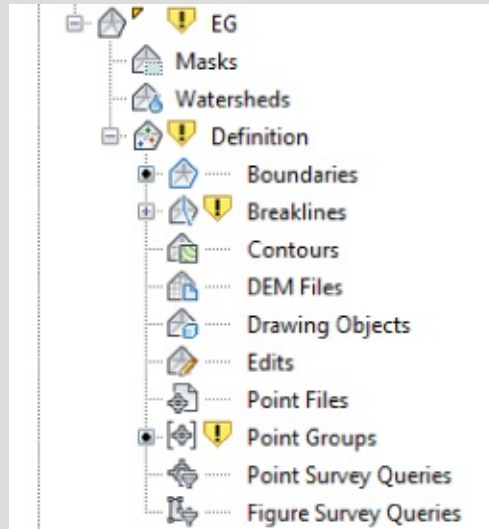 EG
Masks
Watersheds
Definition
Boundaries
Breaklines
Contours
DEM Files
Drawing Objects
Edits
Point Files
Point Groups
Point Survey Queries
Figure Survey Queries